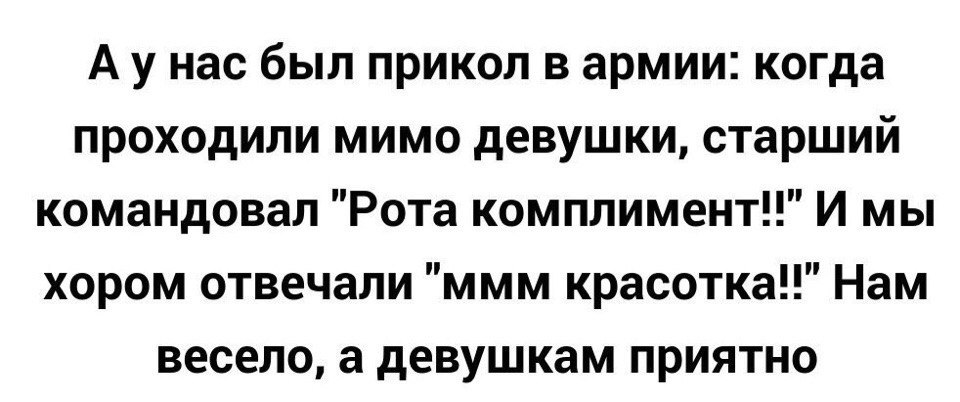 А у нас был прикол в армии: когда
проходили мимо девушки, старший
командовал "Рота комплимент!!" И мы
хором отвечали "ммм красотка!!" Нам
весело, а девушкам приятно